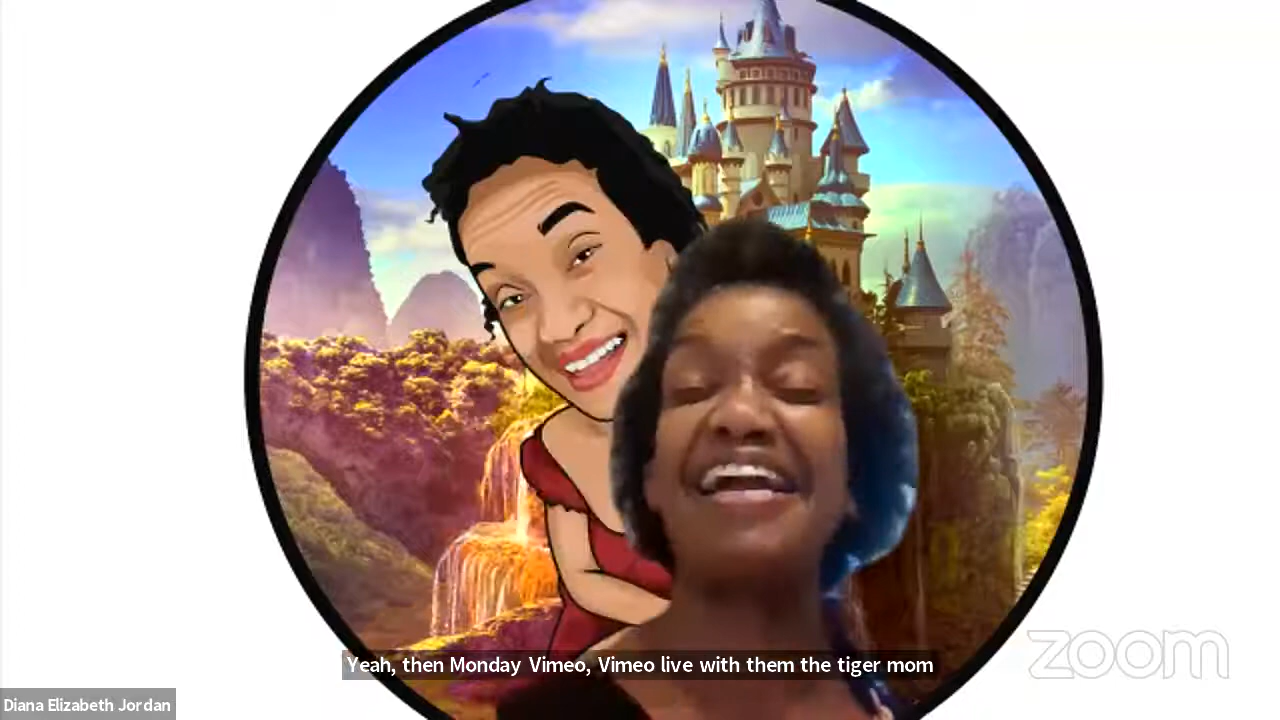 Yeah, then Monday Vimeo, Vimeo live with them the tiger mom
zoom
Diana Elizabeth Jordan